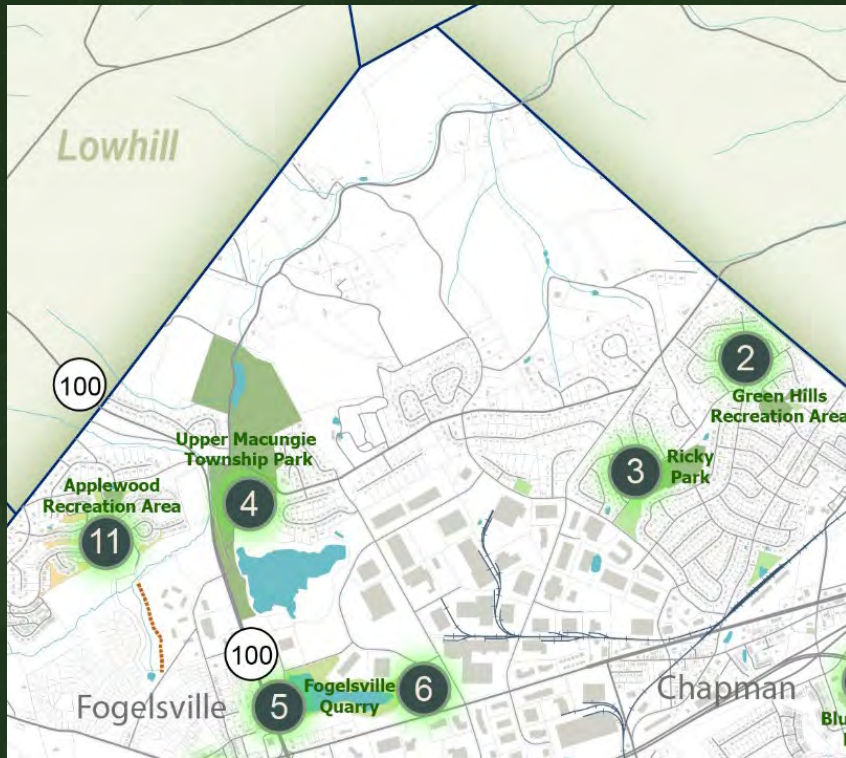 Lowhill
100
2
Green Hills
Recreation Area
Upper Macungie
Township Park
Ricky
Park
3
Applewood
Recreation Area
4
11
100
Fogelsville
Fogelsville
Quarry
5
6
Chapman
Blu